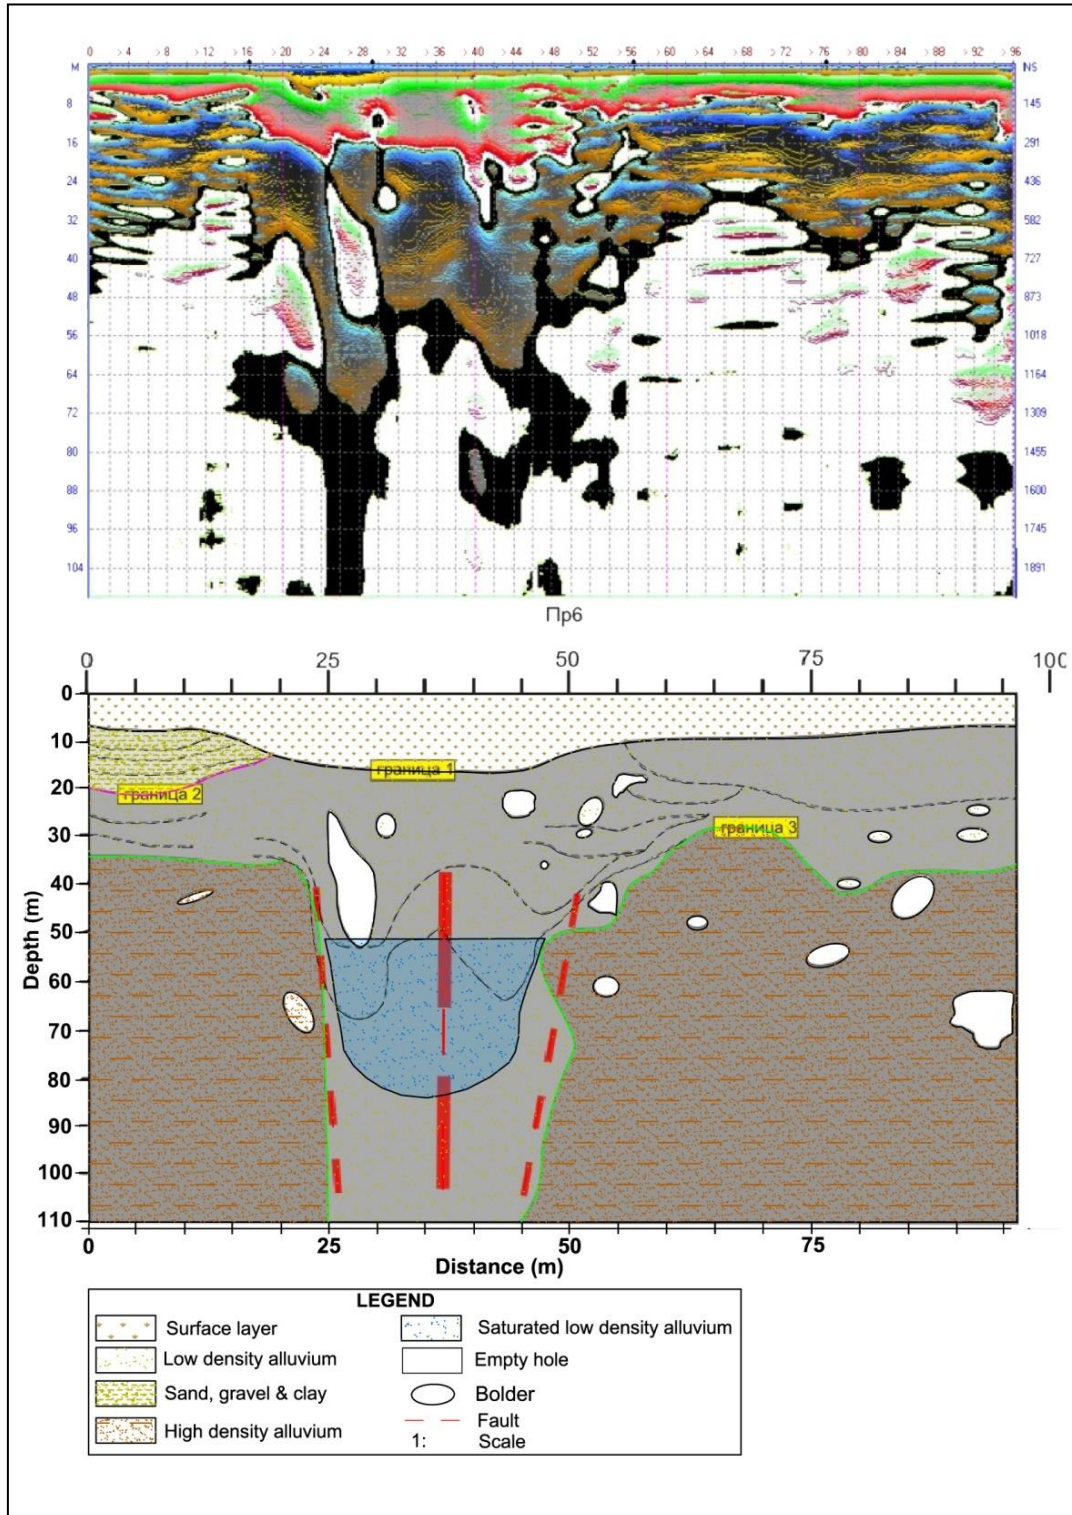 0 > 4 > 8 > 12 > 16 > 20 > 24 > 28 > 32 > 36 > 40 > 44 > 48 > 52 > 56 > 60 > 64 > 68 > 72 > 76 > 80 > 84 > 88 > 92 > 96
M NS
8 145
16 291
24 436
32 582
40 727
48 873
56 1018
64 1164
72 1309
80 1455
88 1600
96 1745
104 1891
Пр6
0 25 50 75 100
0
10
граница 1
20
граница 2
30
граница 3
40
50
60
70
80
90
100
110
Depth (m)
0 25 50 75
Distance (m)
LEGEND
Surface layer
Low density alluvium
Sand, gravel & clay
High density alluvium
Saturated low density alluvium
Empty hole
Bolder
Fault
1: Scale